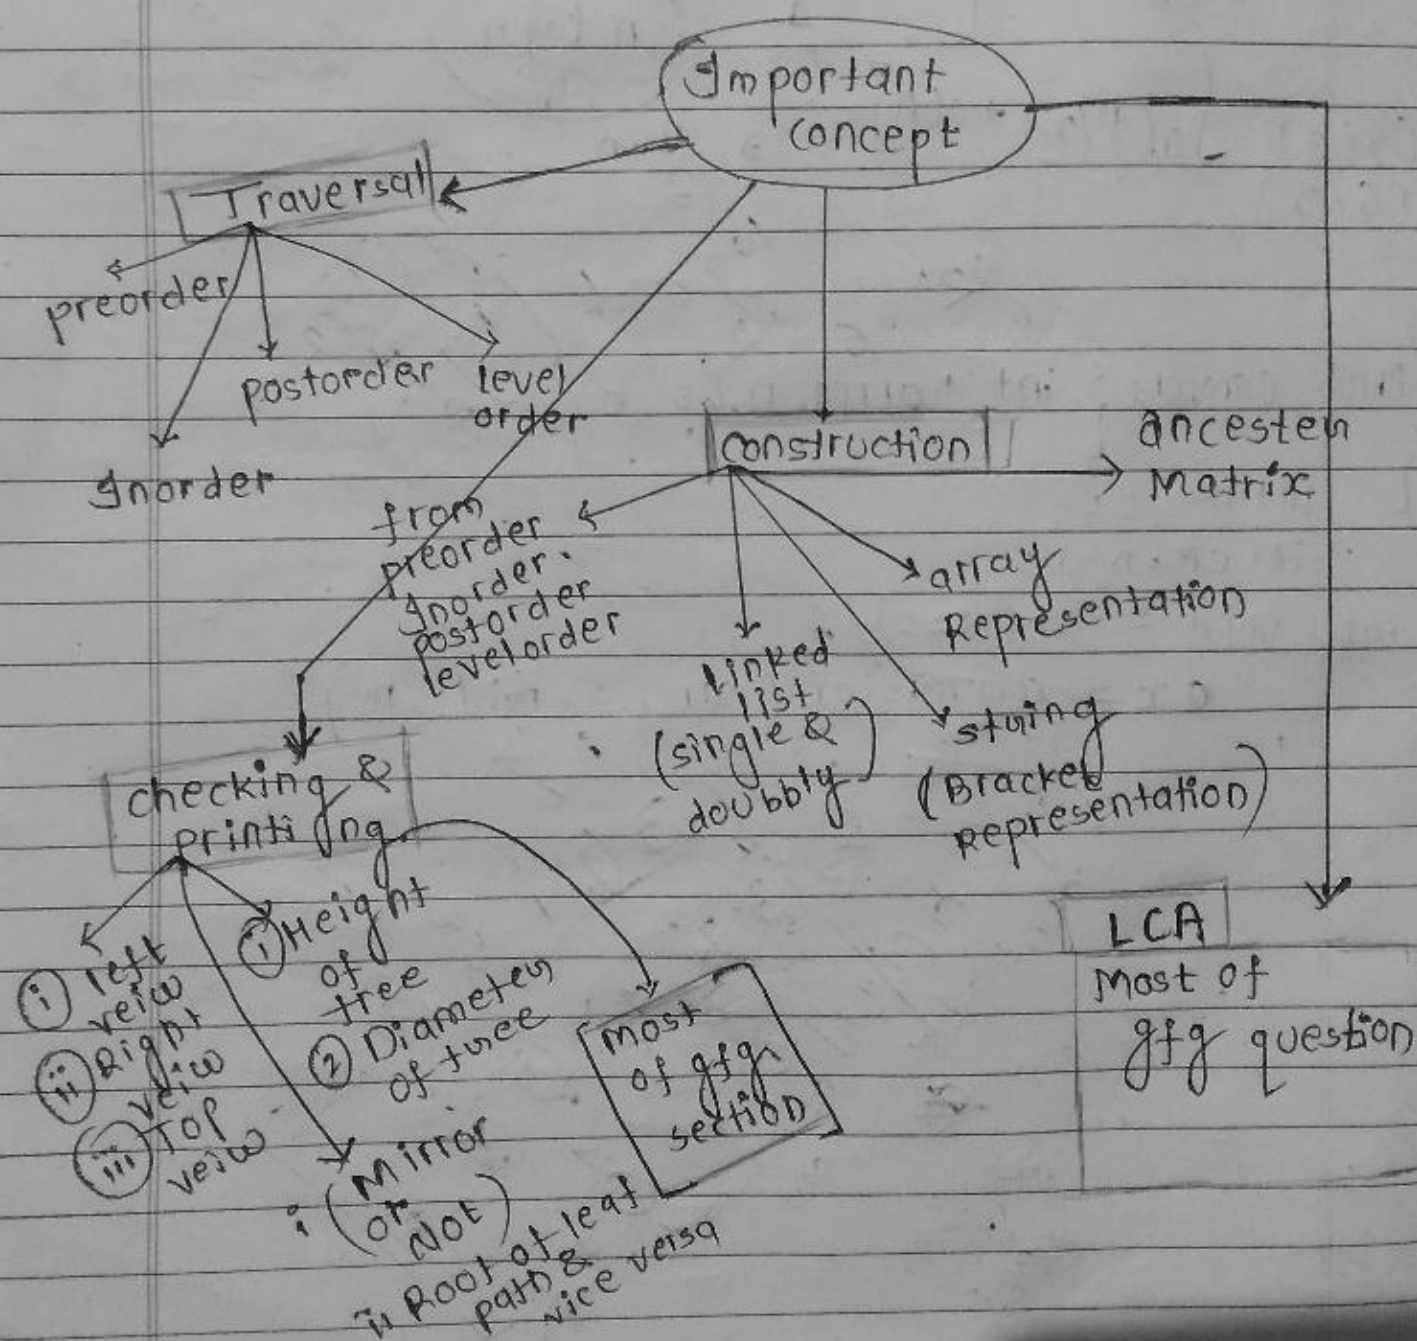 Important
concept
Traversal
preorder
postorder
level
order
Inorder
construction
ancester
Matrix
from
preorder
Inorder.
postorder
levelorder
array
Representation
Linked
list
(single &
doubbly)
string
(Bracket
representation)
checking &
printing
i left
veiw
ii Right
veiw
iii Top
veiw
1 Height
of
tree
2 Diameter
of tree
i (Mirror
or
Not)
ii Root of leaf
path &
vice versa
most
of gfg
section
LCA
Most of
gfg question